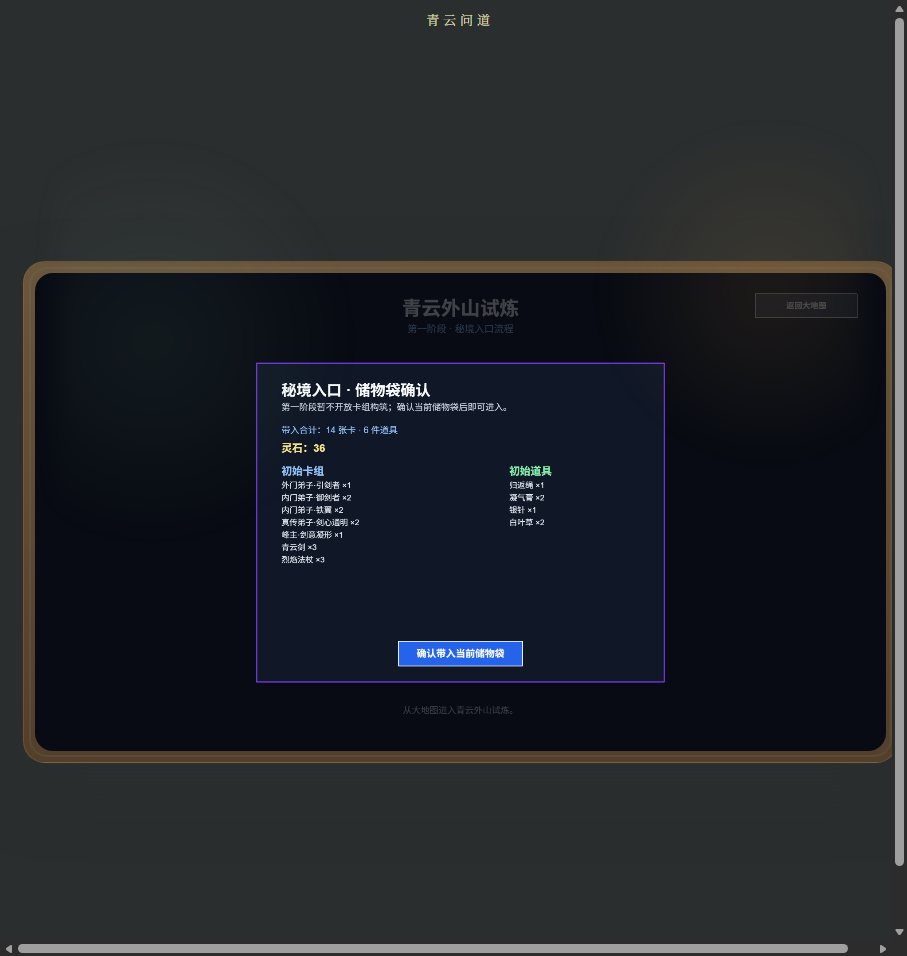 青云问道
青云外山试炼
第一阶段 · 秘境入口流程
返回大地图
秘境入口 · 储物袋确认
第一阶段暂不开放卡组构筑；确认当前储物袋后即可进入。
带入合计：14 张卡 · 6 件道具
灵石：36
初始卡组
外门弟子·引剑者 ×1
内门弟子·御剑者 ×2
内门弟子·铁翼 ×2
真传弟子·剑心通明 ×2
峰主·剑意凝形 ×1
青云剑 ×3
烈焰法杖 ×3
初始道具
归返绳 ×1
凝气膏 ×2
银针 ×1
白叶草 ×2
确认带入当前储物袋
从大地图进入青云外山试炼。